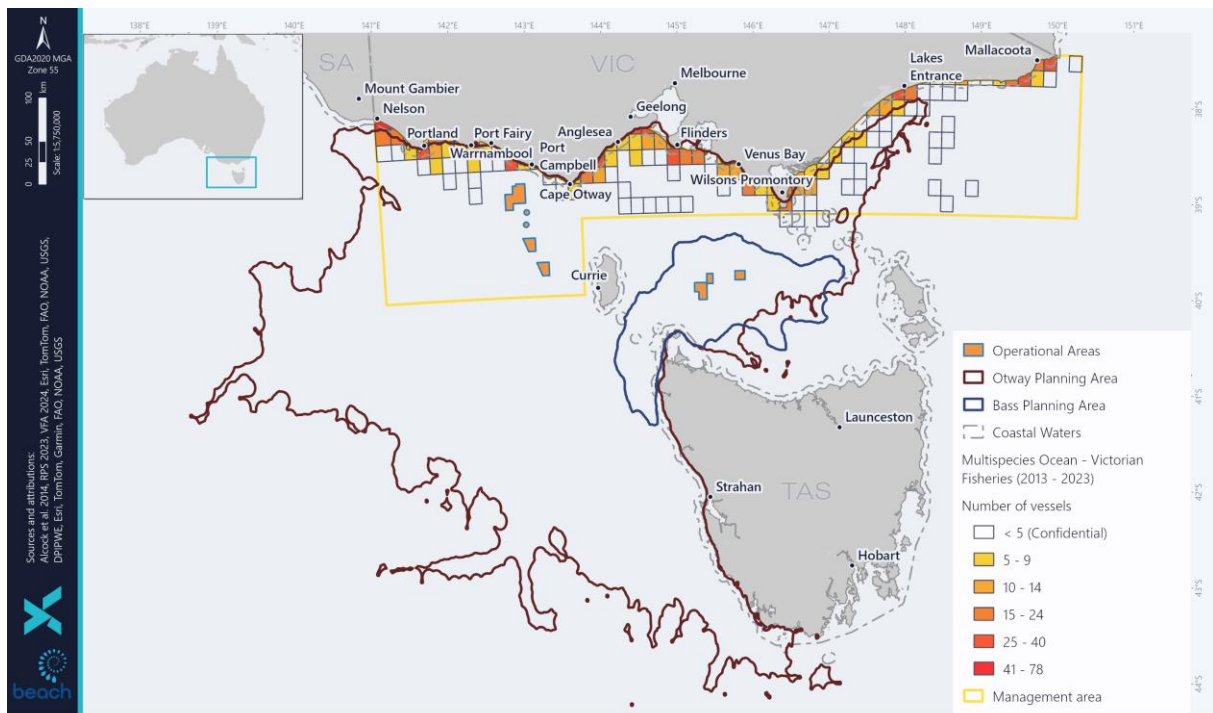 N
GDA2020 MGA
Zone 55
100
50
25
0
km
Scale:1:5,750,000
Sources and attributions:
Alcock et al. 2014, RPS 2023, VFA 2024, Esri, TomTom, FAO, NOAA, USGS,
DPIPWE, Esri, TomTom, Garmin, FAO, NOAA, USGS
beach
138°E
139°E
140°E
141°E
142°E
143°E
144°E
145°E
146°E
147°E
148°E
149°E
150°E
151°E
38°S
39°S
40°S
41°S
42°S
43°S
44°S
SA
VIC
TAS
Mount Gambier
Nelson
Portland
Port Fairy
Warrnambool
Port
Campbell
Cape Otway
Anglesea
Geelong
Melbourne
Flinders
Venus Bay
Wilsons Promontory
Lakes
Entrance
Mallacoota
Currie
Launceston
Strahan
Hobart
Operational Areas
Otway Planning Area
Bass Planning Area
Coastal Waters
Multispecies Ocean - Victorian
Fisheries (2013 - 2023)
Number of vessels
< 5 (Confidential)
5 - 9
10 - 14
15 - 24
25 - 40
41 - 78
Management area